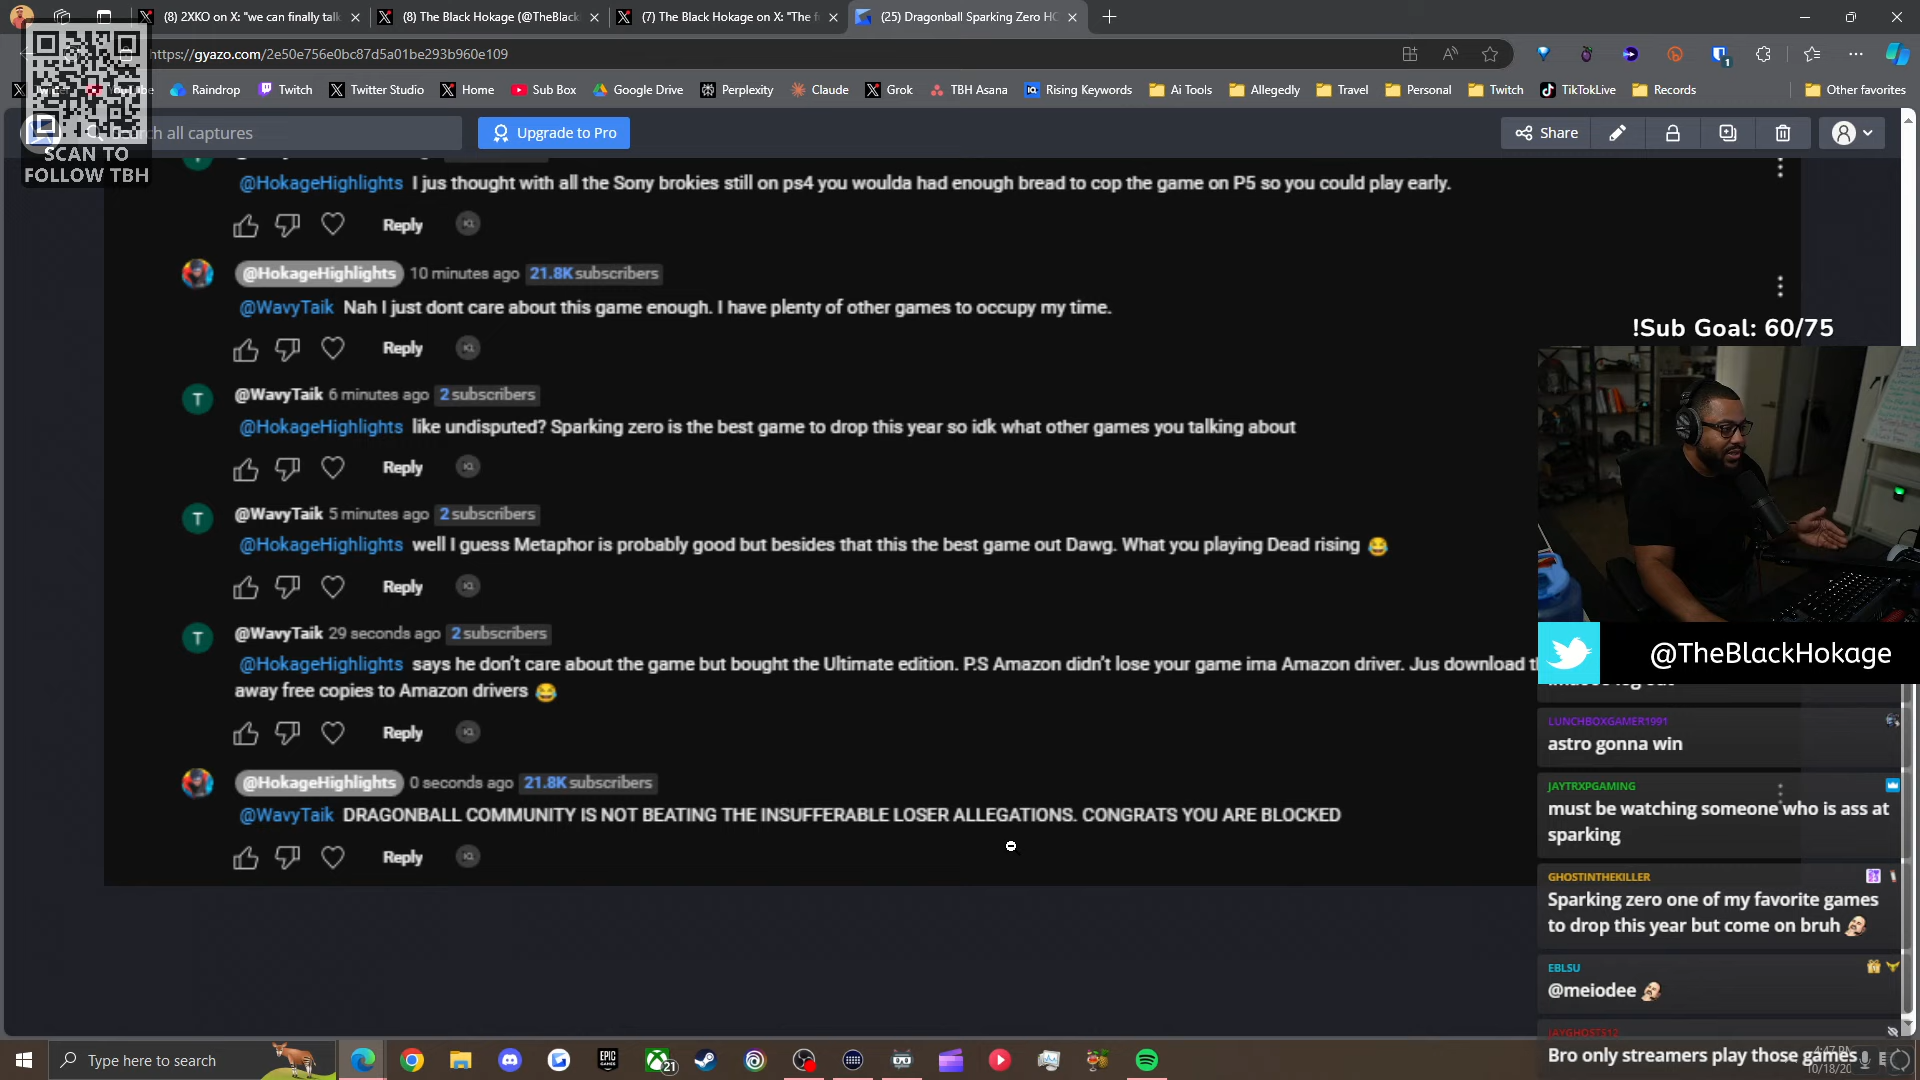 (8) 2XKO on X: "we can finally talk
(8) The Black Hokage (@TheBlack
(7) The Black Hokage on X: "The f
(25) Dragonball Sparking Zero HO
https://gyazo.com/2e50e756e0bc87d5a01be293b960e109
Raindrop
Twitch
Twitter Studio
Home
Sub Box
Google Drive
Perplexity
Claude
Grok
TBH Asana
Rising Keywords
Ai Tools
Allegedly
Travel
Personal
Twitch
TikTokLive
Records
Other favorites
all captures
Upgrade to Pro
Share
SCAN TO
FOLLOW TBH
@HokageHighlights I jus thought with all the Sony brokies still on ps4 you woulda had enough bread to cop the game on P5 so you could play early.
Reply
@HokageHighlights 10 minutes ago 21.8K subscribers
@WavyTaik Nah I just dont care about this game enough. I have plenty of other games to occupy my time.
Reply
T @WavyTaik 6 minutes ago 2 subscribers
@HokageHighlights like undisputed? Sparking zero is the best game to drop this year so idk what other games you talking about
Reply
T @WavyTaik 5 minutes ago 2 subscribers
@HokageHighlights well I guess Metaphor is probably good but besides that this the best game out Dawg. What you playing Dead rising 😂
Reply
T @WavyTaik 29 seconds ago 2 subscribers
@HokageHighlights says he don't care about the game but bought the Ultimate edition. P.S Amazon didn't lose your game ima Amazon driver. Jus download
away free copies to Amazon drivers 😂
Reply
@HokageHighlights 0 seconds ago 21.8K subscribers
@WavyTaik DRAGONBALL COMMUNITY IS NOT BEATING THE INSUFFERABLE LOSER ALLEGATIONS. CONGRATS YOU ARE BLOCKED
Reply
!Sub Goal: 60/75
@TheBlackHokage
LUNCHBOXGAMER1991
astro gonna win
JAYTRXPGAMING
must be watching someone who is ass at
sparking
GHOSTINTHEKILLER
Sparking zero one of my favorite games
to drop this year but come on bruh
EBLSU
@meiodee
JAYGHOSTS12
Bro only streamers play those games
Type here to search
EPIC
GAMES
21